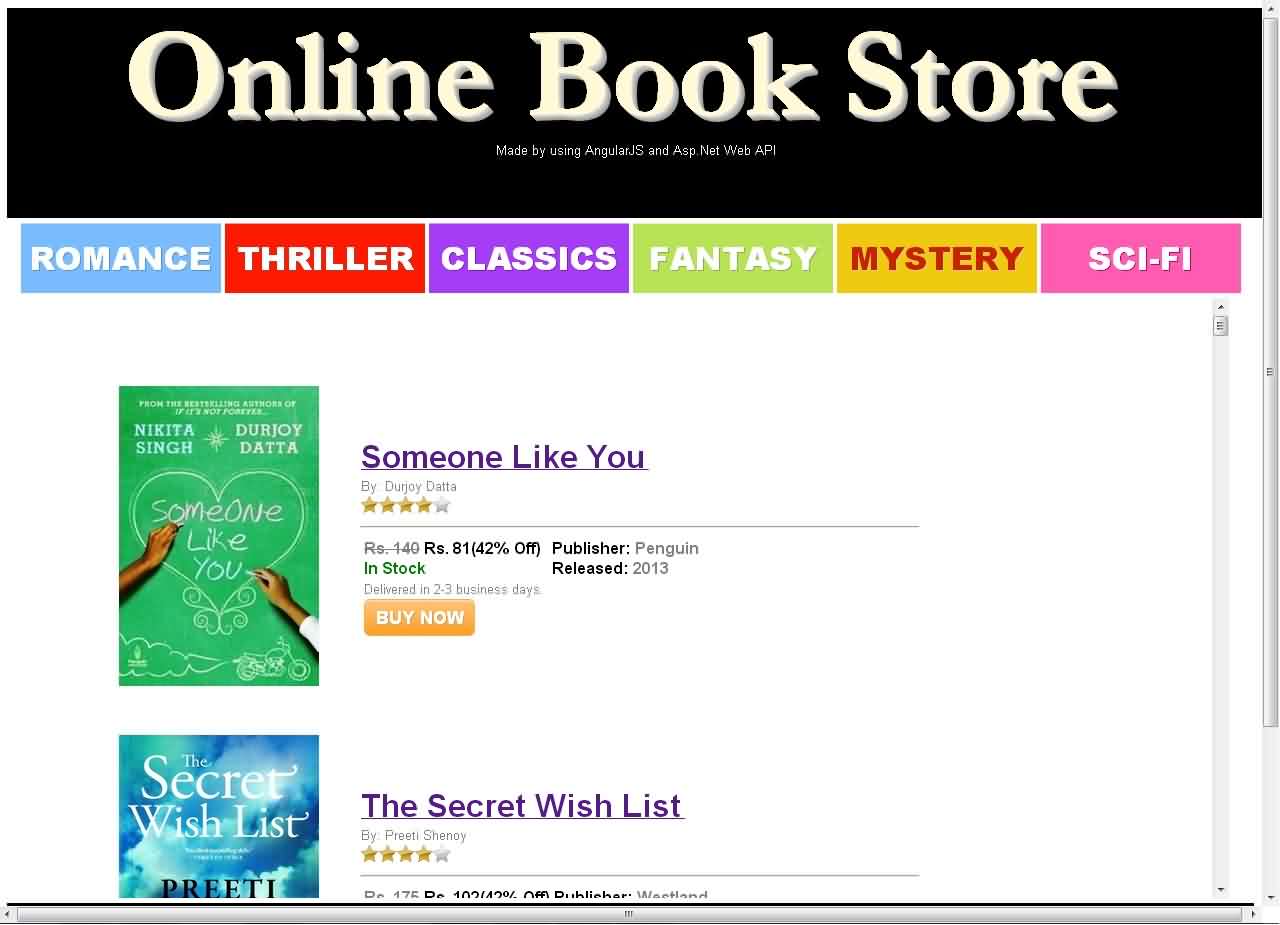 Online Book Store
Made by using AngularJS and Asp.Net Web API
ROMANCE THRILLER CLASSICS FANTASY MYSTERY SCI-FI
FROM THE BESTSELLING AUTHORS OF
IF IT'S NOT FOREVER...
NIKITA DURJOY
SINGH DATTA
SOMEONE
LIKE
YOU
Someone Like You
By: Durjoy Datta
Rs. 140 Rs. 81(42% Off) Publisher: Penguin
In Stock Released: 2013
Delivered in 2-3 business days.
BUY NOW
The
Secret
Wish List
PREETI
The Secret Wish List
By: Preeti Shenoy
Rs. 175 Rs. 102(42% Off) Publisher: Westland